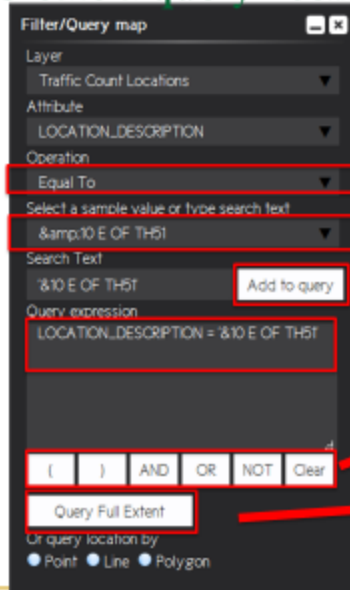 Filter/Query map
Layer
Traffic Count Locations
Attribute
LOCATION_DESCRIPTION
Operation
Equal To
Select a sample value or type search text
&amp;10 E OF TH51
Search Text
'&10 E OF TH51'
Add to query
Query expression
LOCATION_DESCRIPTION = '&10 E OF TH51'
( ) AND OR NOT Clear
Query Full Extent
Or query location by
Point Line Polygon